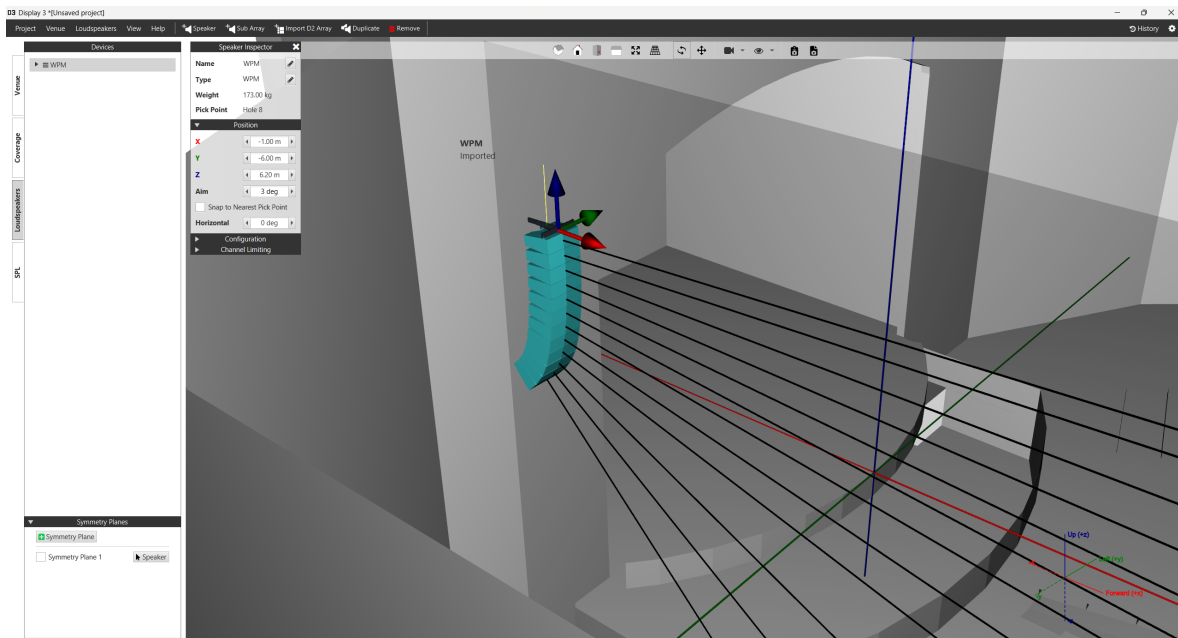 D3 Display 3 *[Unsaved project]
Project Venue Loudspeakers View Help Speaker Sub Array Import D2 Array Duplicate Remove History
Devices
WPM
Venue
Coverage
Loudspeakers
SPL
Speaker Inspector
Name WPM
Type WPM
Weight 173.00 kg
Pick Point Hole 8
Position
X -1.00 m
Y -6.00 m
Z 6.20 m
Aim 3 deg
Snap to Nearest Pick Point
Horizontal 0 deg
Configuration
Channel Limiting
WPM
Imported
Symmetry Planes
Symmetry Plane
Symmetry Plane 1 Speaker
Up (+z)
Left (+y)
Forward (+x)